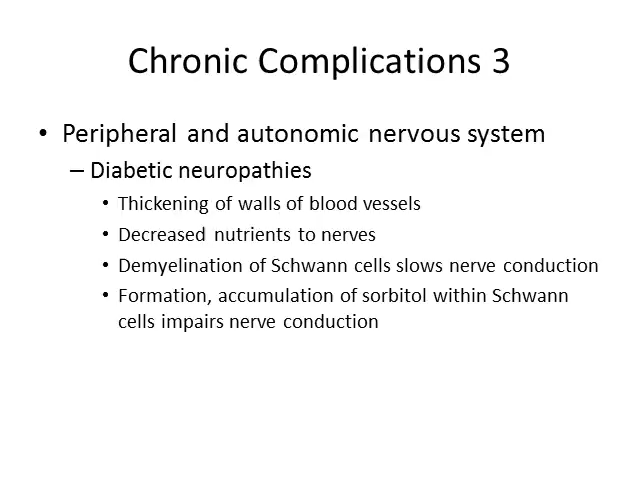 Chronic Complications 3
• Peripheral and autonomic nervous system
– Diabetic neuropathies
• Thickening of walls of blood vessels
• Decreased nutrients to nerves
• Demyelination of Schwann cells slows nerve conduction
• Formation, accumulation of sorbitol within Schwann
cells impairs nerve conduction